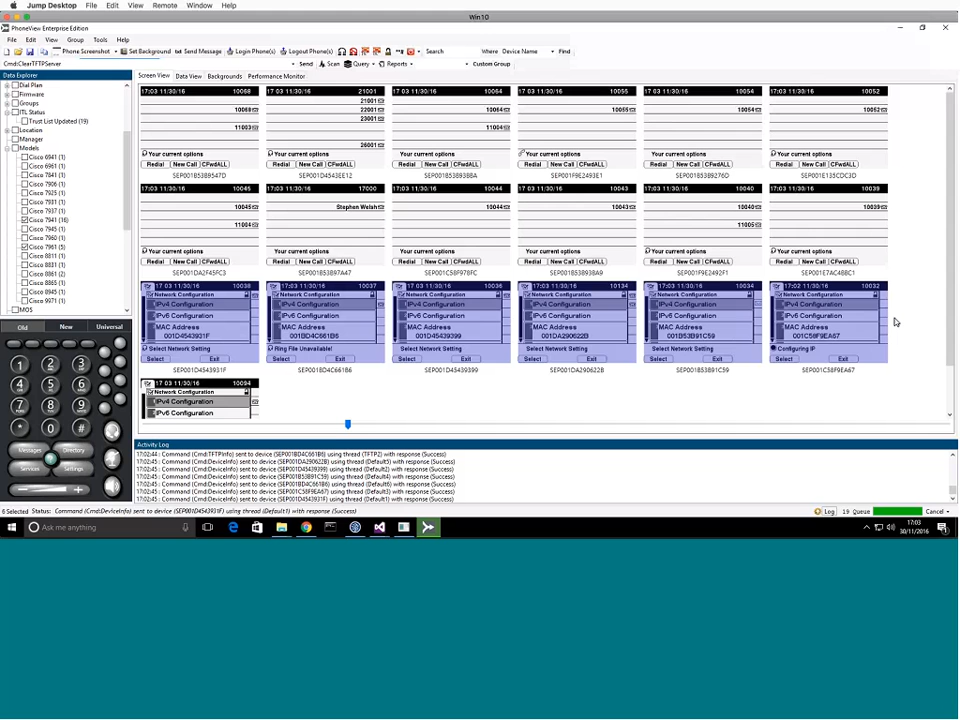 Jump Desktop File Edit View Remote Window Help
Win10
PhoneView Enterprise Edition
File Edit View Group Tools Help
Phone Screenshot Set Background Send Message Login Phone(s) Logout Phone(s) Search Where Device Name Find
Cmd:ClearTFTPServer Send Scan Query Reports Custom Group
Data Explorer
Dial Plan
Firmware
Groups
ITL Status
Trust List Updated (19)
Location
Manager
Models
Cisco 6941 (1)
Cisco 6961 (1)
Cisco 7841 (1)
Cisco 7906 (1)
Cisco 7925 (1)
Cisco 7931 (1)
Cisco 7937 (1)
Cisco 7941 (16)
Cisco 7945 (1)
Cisco 7960 (1)
Cisco 7961 (5)
Cisco 8811 (1)
Cisco 8831 (1)
Cisco 8861 (2)
Cisco 8865 (1)
Cisco 8945 (1)
Cisco 9971 (1)
MOS
Old New Universal
1 2 3
4 5 6
7 8 9
* 0 #
Messages Directory
Services Settings
Screen View Data View Backgrounds Performance Monitor
17:03 11/30/16 10068
10068
11003
Your current options
Redial New Call CFwdALL
17:03 11/30/16 21001
21001
22001
23001
26001
Your current options
Redial New Call CFwdALL
SEP001D4543EE12
17:03 11/30/16 10064
10064
11004
Your current options
Redial New Call CFwdALL
17:03 11/30/16 10055
10055
Your current options
Redial New Call CFwdALL
SEP001F9E2493E1
17:03 11/30/16 10054
10054
Your current options
Redial New Call CFwdALL
17:03 11/30/16 10052
10052
Your current options
Redial New Call CFwdALL
17:03 11/30/16 10045
10045
11004
Your current options
Redial New Call CFwdALL
SEP001DA2F45FC3
17:03 11/30/16 17000
Stephen Welsh
Your current options
Redial New Call CFwdALL
SEP001B53B97A47
17:03 11/30/16 10044
10044
Your current options
Redial New Call CFwdALL
SEP001C58F978FC
17:03 11/30/16 10043
10043
Your current options
Redial New Call CFwdALL
17:03 11/30/16 10040
10040
11005
Your current options
Redial New Call CFwdALL
SEP001F9E2492F1
17:03 11/30/16 10039
10039
Your current options
Redial New Call CFwdALL
SEP001E7AC4BBC1
17 03 11/30/16 10038
Network Configuration
IPv4 Configuration
IPv6 Configuration
MAC Address
001D4543931F
Select Network Setting
Select Exit
SEP001D4543931F
17 03 11/30/16 10037
Network Configuration
IPv4 Configuration
IPv6 Configuration
MAC Address
001BD4C661B6
Ring File Unavailable!
Select Exit
SEP001BD4C661B6
17 03 11/30/16 10036
Network Configuration
IPv4 Configuration
IPv6 Configuration
MAC Address
001D45439399
Select Network Setting
Select Exit
SEP001D45439399
17 03 11/30/16 10134
Network Configuration
IPv4 Configuration
IPv6 Configuration
MAC Address
001DA290622B
Select Network Setting
Select Exit
SEP001DA290622B
17 03 11/30/16 10034
Network Configuration
IPv4 Configuration
IPv6 Configuration
MAC Address
001B53B91C59
Select Network Setting
Select Exit
SEP001B53B91C59
17:02 11/30/16 10032
Network Configuration
IPv4 Configuration
IPv6 Configuration
MAC Address
001C58F9EA67
Configuring IP
Select Exit
SEP001C58F9EA67
17 03 11/30/16 10094
Network Configuration
IPv4 Configuration
IPv6 Configuration
Activity Log
17:02:44 : Command (Cmd:TFTPInfo) sent to device (SEP001BD4C661B6) using thread (TFTP2) with response (Success)
17:02:45 : Command (Cmd:DeviceInfo) sent to device (SEP001DA290622B) using thread (Default2) with response (Success)
17:02:45 : Command (Cmd:DeviceInfo) sent to device (SEP001D45439399) using thread (Default5) with response (Success)
17:02:45 : Command (Cmd:DeviceInfo) sent to device (SEP001B53B91C59) using thread (Default4) with response (Success)
17:02:45 : Command (Cmd:DeviceInfo) sent to device (SEP001BD4C661B6) using thread (Default6) with response (Success)
17:02:45 : Command (Cmd:DeviceInfo) sent to device (SEP001C58F9EA67) using thread (Default3) with response (Success)
17:02:45 : Command (Cmd:DeviceInfo) sent to device (SEP001D4543931F) using thread (Default1) with response (Success)
6 Selected Status: Command (Cmd:DeviceInfo) sent to device (SEP001D4543931F) using thread (Default1) with response (Success) Log 19 Queue Cancel
Ask me anything
17:03
30/11/2016